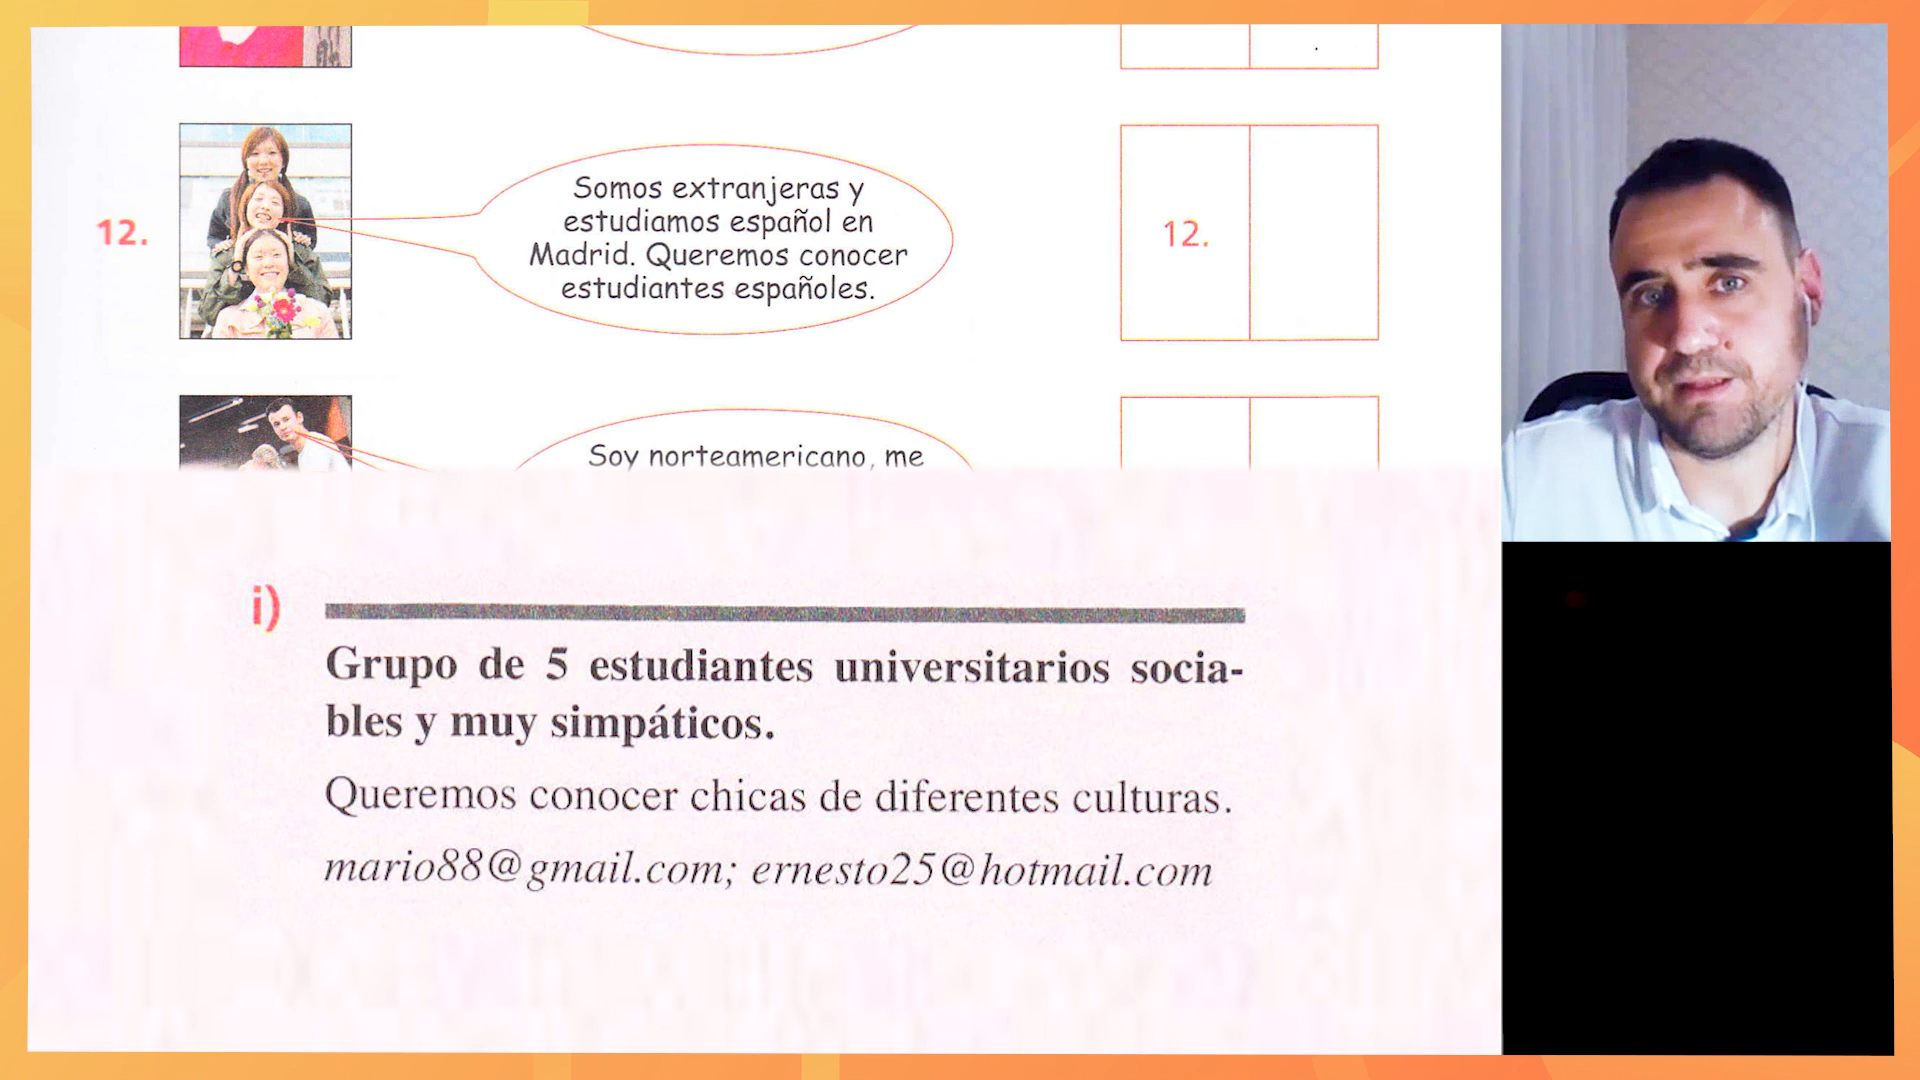 12.
Somos extranjeras y
estudiamos español en
Madrid. Queremos conocer
estudiantes españoles.
12.
Soy norteamericano, me
i)
Grupo de 5 estudiantes universitarios socia-
bles y muy simpáticos.
Queremos conocer chicas de diferentes culturas.
mario88@gmail.com; ernesto25@hotmail.com